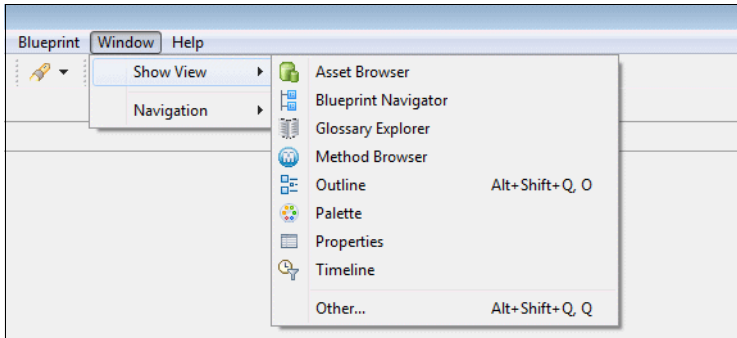 Blueprint Window Help
Show View
Navigation
Asset Browser
Blueprint Navigator
Glossary Explorer
Method Browser
Outline Alt+Shift+Q, O
Palette
Properties
Timeline
Other... Alt+Shift+Q, Q